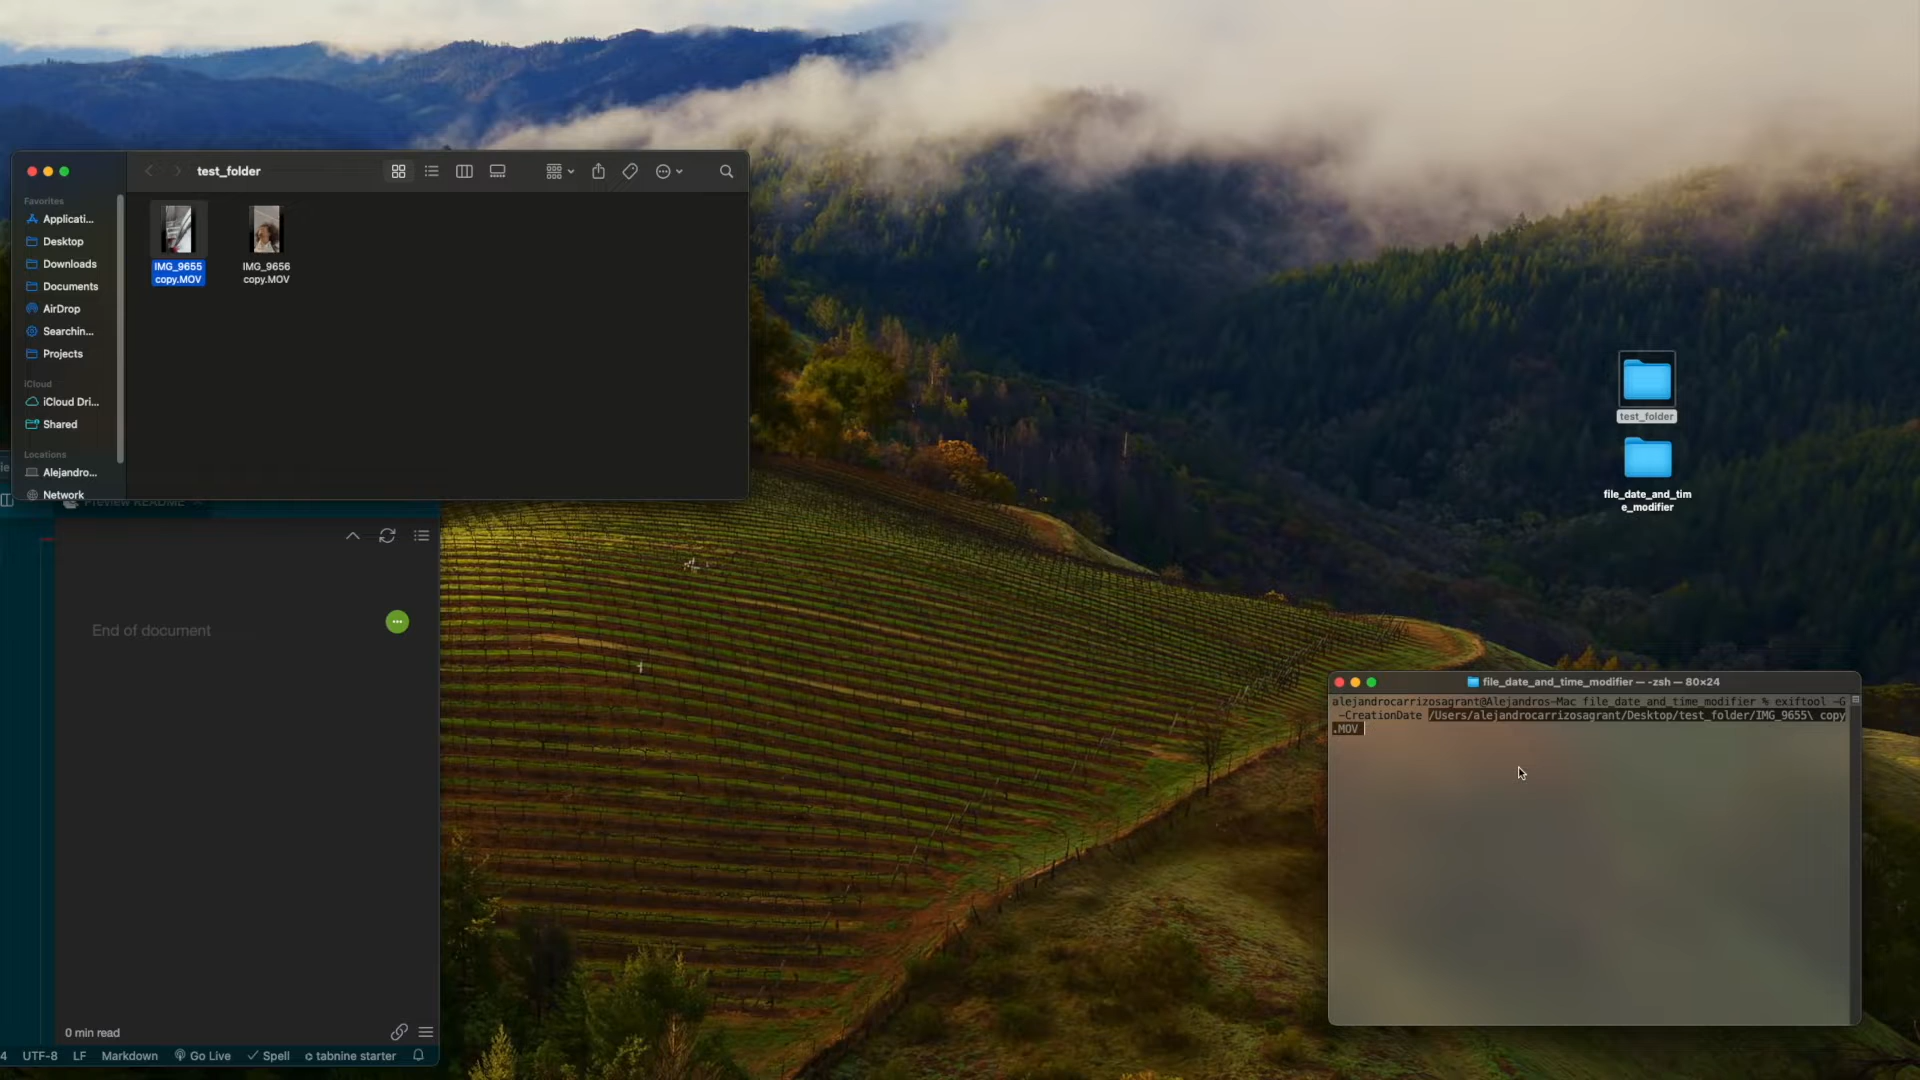 test_folder
Favorites
Applicati...
Desktop
Downloads
Documents
AirDrop
Searchin...
Projects
iCloud
iCloud Dri...
Shared
Locations
Alejandro...
Network
IMG_9655
copy.MOV
IMG_9656
copy.MOV
Preview README
End of document
0 min read
4 UTF-8 LF Markdown Go Live Spell tabnine starter
test_folder
file_date_and_tim
e_modifier
file_date_and_time_modifier — -zsh — 80×24
alejandrocarrizosagrant@Alejandros-Mac file_date_and_time_modifier % exiftool -G
-CreationDate /Users/alejandrocarrizosagrant/Desktop/test_folder/IMG_9655\ copy
.MOV